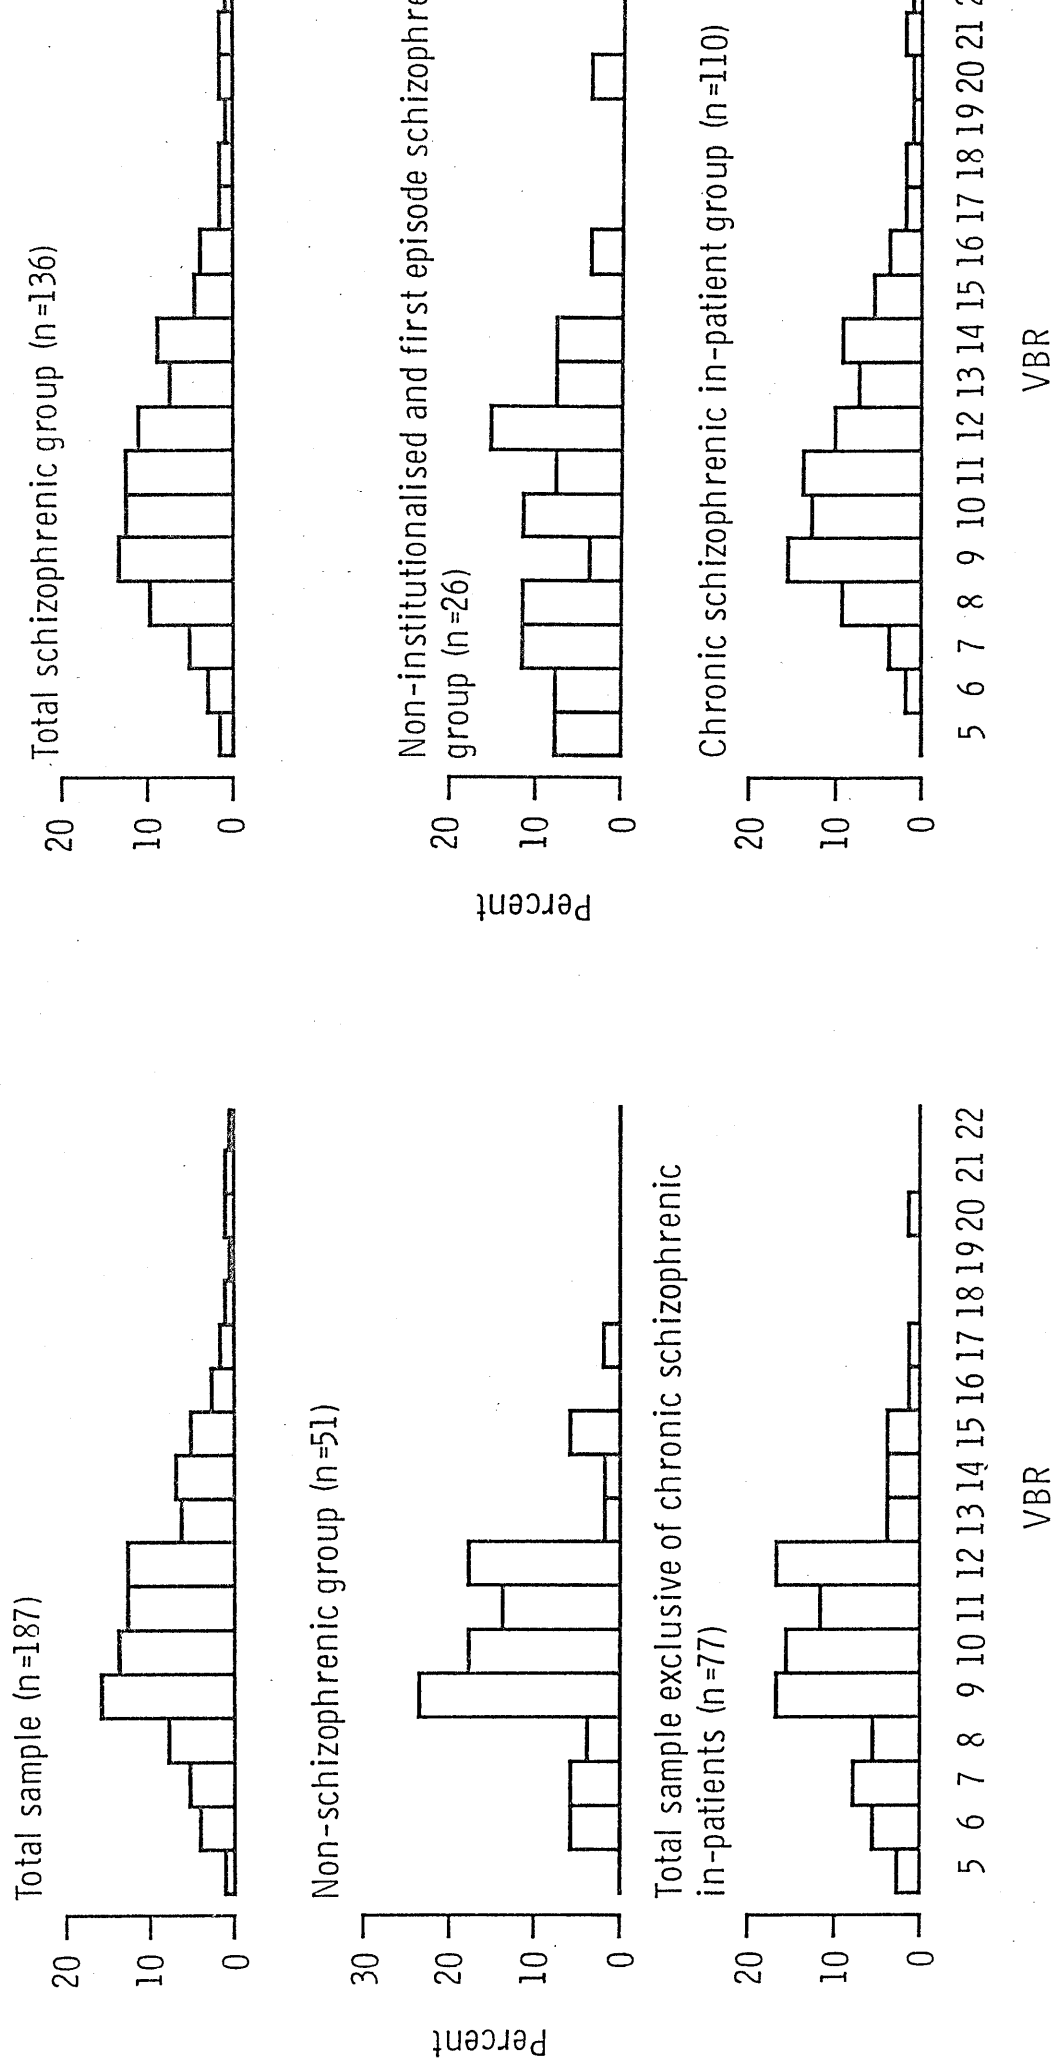 Total sample (n=187)
20
10
0
Non-schizophrenic group (n=51)
30
20
10
0
Percent
Total sample exclusive of chronic schizophrenic
in-patients (n=77)
20
10
0
5 6 7 8 9 10 11 12 13 14 15 16 17 18 19 20 21 22
VBR
Total schizophrenic group (n=136)
20
10
0
Non-institutionalised and first episode schizophre
group (n=26)
20
10
0
Percent
Chronic schizophrenic in-patient group (n=110)
20
10
0
5 6 7 8 9 10 11 12 13 14 15 16 17 18 19 20 21
VBR